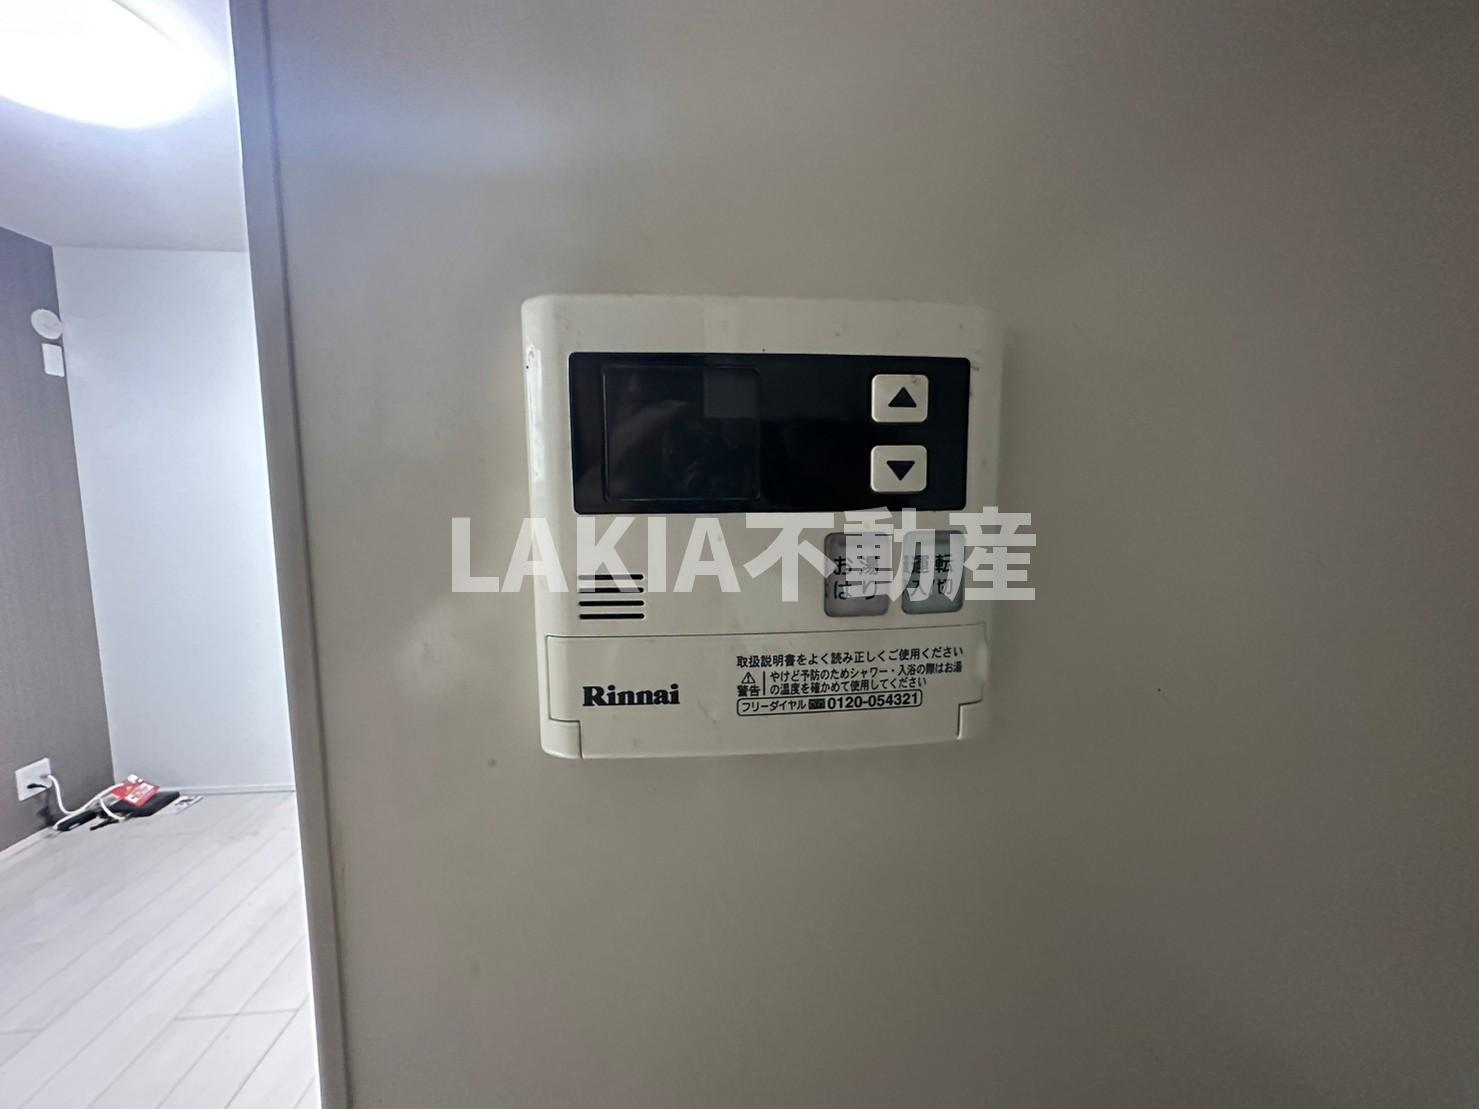 LAKIA不動産
お湯 運転
はり 入切
取扱説明書をよく読み正しくご使用ください
⚠ やけど予防のためシャワー・入浴の際はお湯
警告 の温度を確かめて使用してください
Rinnai
フリーダイヤル 0120-054321